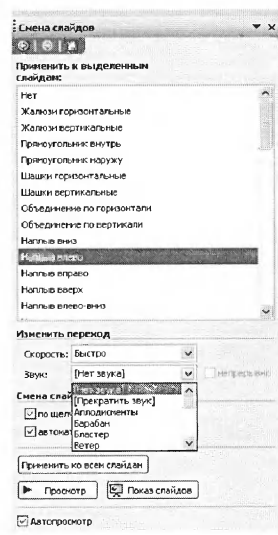 Смена слайдов
Применить к выделенным
слайдам:
Нет
Жалюзи горизонтальные
Жалюзи вертикальные
Прямоугольник внутрь
Прямоугольник наружу
Шашки горизонтальные
Шашки вертикальные
Объединение по горизонтали
Объединение по вертикали
Наплыв вниз
Наплыв влево
Наплыв вправо
Наплыв вверх
Наплыв влево-вниз
Изменить переход
Скорость: Быстро
Звук: [Нет звука] непрерывно
[Нет звука]
Смена слай [Прекратить звук]
по щел Аплодисменты
Барабан
автомат Бластер
Ветер
Применить ко всем слайдам
Просмотр Показ слайдов
Автопросмотр